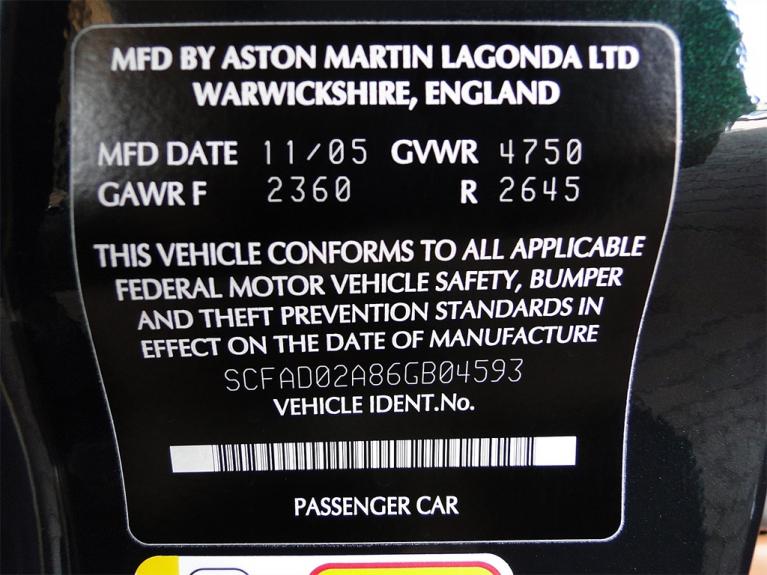 MFD BY ASTON MARTIN LAGONDA LTD
WARWICKSHIRE, ENGLAND
MFD DATE 11/05 GVWR 4750
GAWR F 2360 R 2645
THIS VEHICLE CONFORMS TO ALL APPLICABLE
FEDERAL MOTOR VEHICLE SAFETY, BUMPER
AND THEFT PREVENTION STANDARDS IN
EFFECT ON THE DATE OF MANUFACTURE
SCFAD02A86GB04593
VEHICLE IDENT.No.
PASSENGER CAR